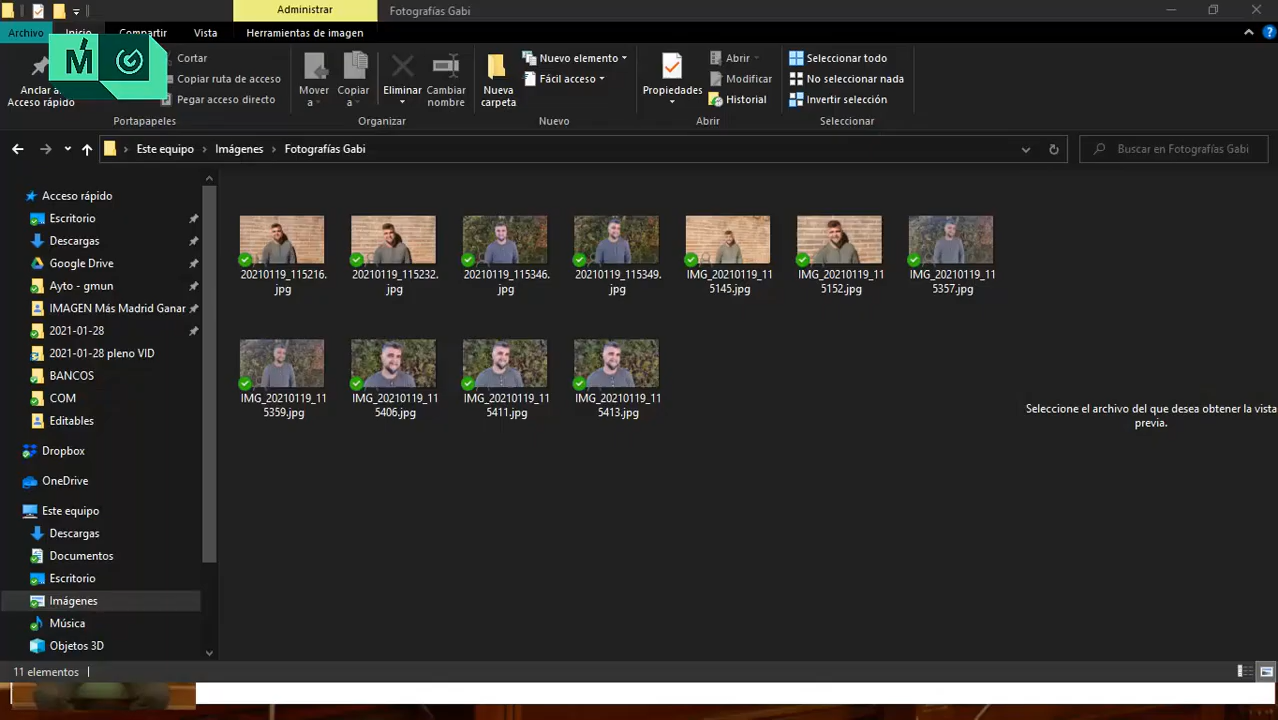 Administrar
Fotografías Gabi
Archivo
Inicio
Compartir
Vista
Herramientas de imagen
Ḿ
Anclar al
Acceso rápido
Cortar
Copiar ruta de acceso
Pegar acceso directo
Portapapeles
Mover
a
Copiar
a
Eliminar
Cambiar
nombre
Organizar
Nueva
carpeta
Nuevo elemento
Fácil acceso
Nuevo
Propiedades
Abrir
Modificar
Historial
Abrir
Seleccionar todo
No seleccionar nada
Invertir selección
Seleccionar
Este equipo > Imágenes > Fotografías Gabi
Buscar en Fotografías Gabi
Acceso rápido
Escritorio
Descargas
Google Drive
Ayto - gmun
IMAGEN Más Madrid Ganar
2021-01-28
2021-01-28 pleno VID
BANCOS
COM
Editables
Dropbox
OneDrive
Este equipo
Descargas
Documentos
Escritorio
Imágenes
Música
Objetos 3D
20210119_115216.
jpg
20210119_115232.
jpg
20210119_115346.
jpg
20210119_115349.
jpg
IMG_20210119_11
5145.jpg
IMG_20210119_11
5152.jpg
IMG_20210119_11
5357.jpg
IMG_20210119_11
5359.jpg
IMG_20210119_11
5406.jpg
IMG_20210119_11
5411.jpg
IMG_20210119_11
5413.jpg
Seleccione el archivo del que desea obtener la vista
previa.
11 elementos